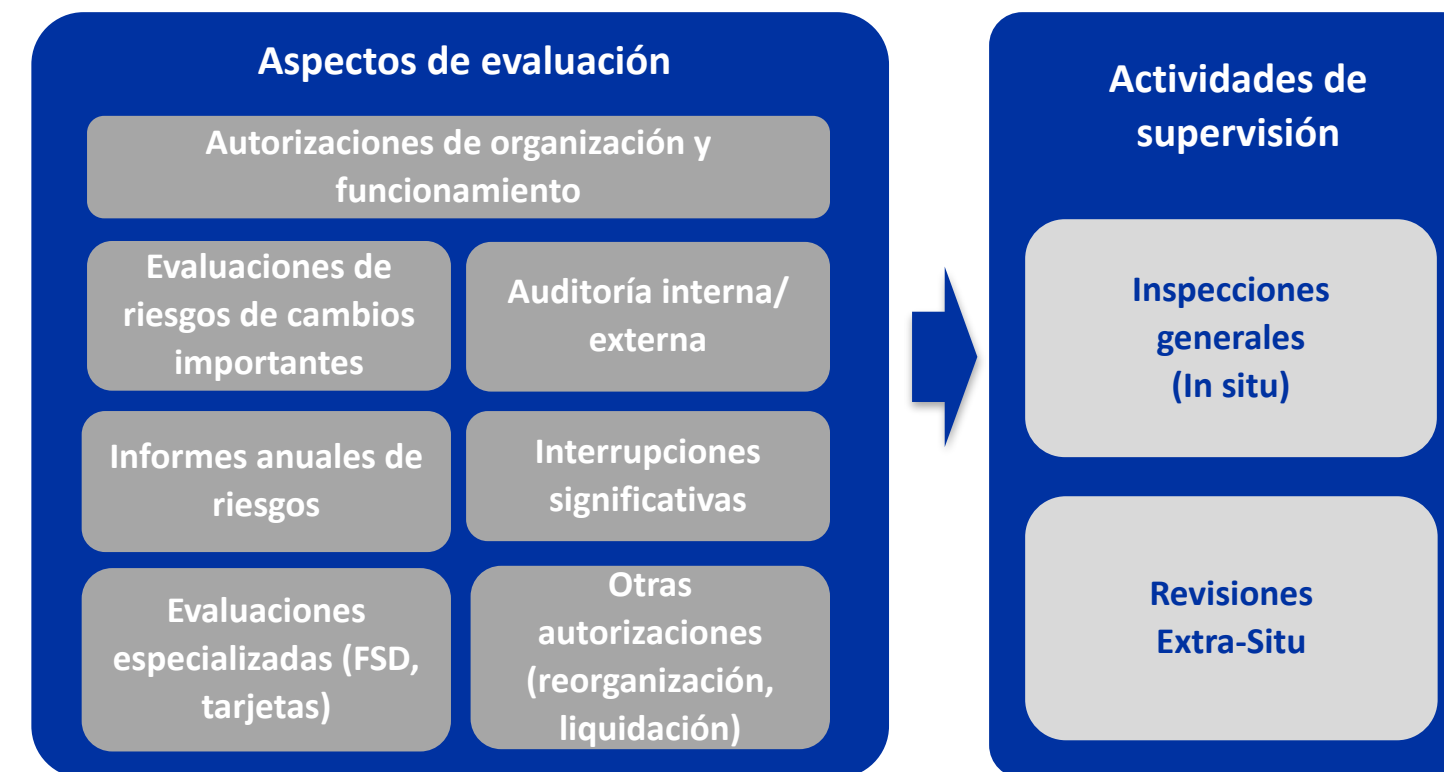 Aspectos de evaluación
Autorizaciones de organización y
funcionamiento
Evaluaciones de
riesgos de cambios
importantes
Auditoría interna/
externa
Informes anuales de
riesgos
Interrupciones
significativas
Evaluaciones
especializadas (FSD,
tarjetas)
Otras
autorizaciones
(reorganización,
liquidación)
Actividades de
supervisión
Inspecciones
generales
(In situ)
Revisiones
Extra-Situ